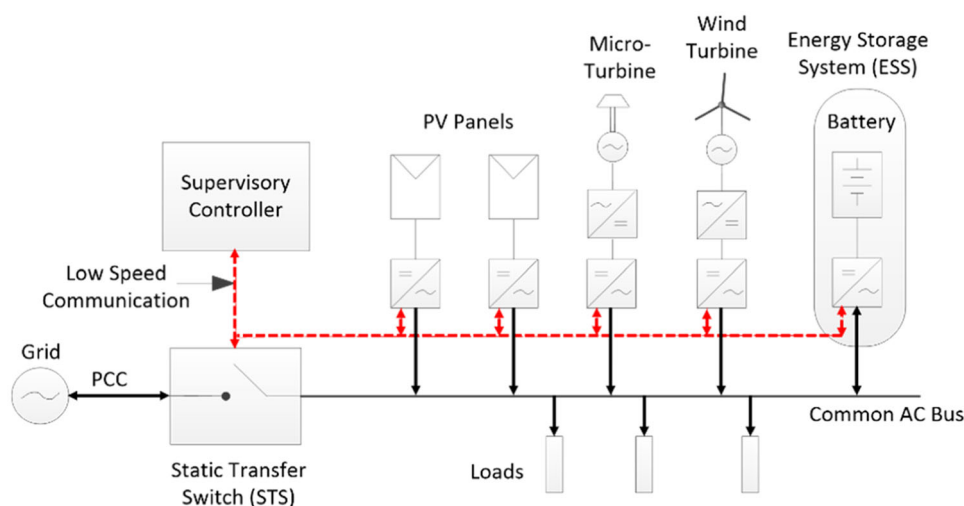 Wind
Turbine
Micro-
Turbine
Energy Storage
System (ESS)
PV Panels
Battery
Supervisory
Controller
Low Speed
Communication
Grid
PCC
Common AC Bus
Static Transfer
Switch (STS)
Loads